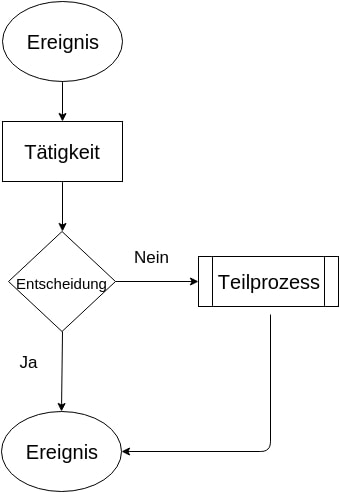 Ereignis
Tätigkeit
Entscheidung
Nein
Teilprozess
Ja
Ereignis